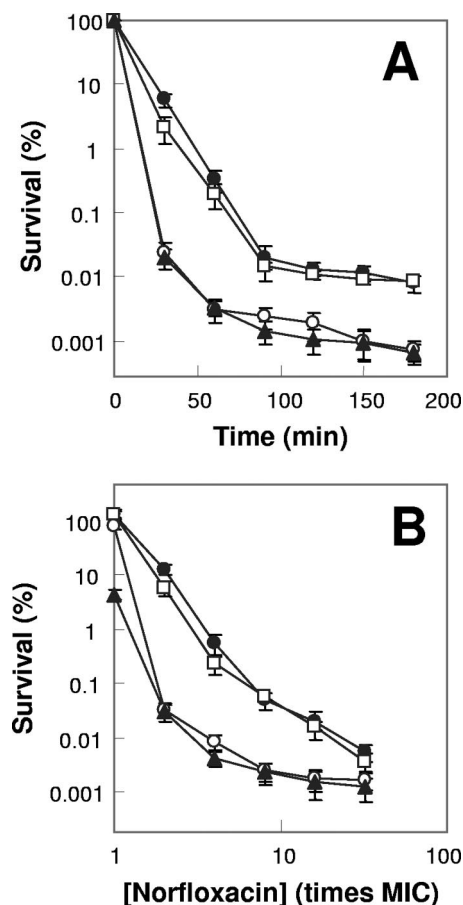 A
Survival (%)
100
10
1
0.1
0.01
0.001
0 50 100 150 200
Time (min)
B
Survival (%)
100
10
1
0.1
0.01
0.001
1 10 100
[Norfloxacin] (times MIC)